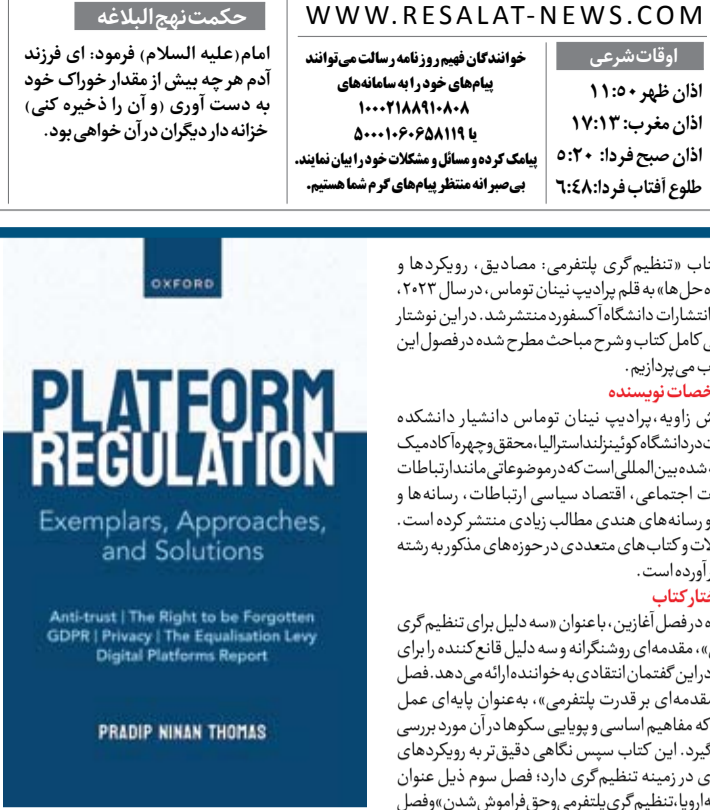 WWW.RESALAT-NEWS.COM
اوقات‌شرعی
اذان ظهر ۱۱:۵۰
اذان مغرب: ۱۷:۱۳
اذان صبح فردا: ۵:۲۰
طلوع آفتاب فردا:٦:٤٨
خوانندگان فهیم روزنامه رسالت می‌توانند
پیام‌های خود را به سامانه‌های
۱۰۰۰۲۱۸۸۹۱۰۸۰۸
یا ۵۰۰۰۱۰۶۰۶۵۸۱۱۹
پیامک کرده و مسائل و مشکلات خود را بیان نمایند.
بی‌صبرانه منتظر پیام‌های گرم شما هستیم.
حکمت نهج‌البلاغه
امام(علیه السلام) فرمود: ای فرزند
آدم هر چه بیش از مقدار خوراک خود
به دست آوری (و آن را ذخیره کنی)
خزانه دار دیگران در آن خواهی بود.
«تنظیم‌گری پلتفرمی: مصادیق، رویکردها و
به قلم پرادیپ نینان توماس، در سال ۲۰۲۳،
انتشارات دانشگاه آکسفورد منتشر شد. در این نوشتار
کامل کتاب و شرح مباحث مطرح شده در فصول این
می‌پردازیم.
نویسنده
زاویه، پرادیپ نینان توماس دانشیار دانشکده
در دانشگاه کوئینزلند استرالیا، محقق و چهره آکادمیک
شده بین‌المللی است که در موضوعاتی مانند ارتباطات
اجتماعی، اقتصاد سیاسی ارتباطات، رسانه‌ها و
و رسانه‌های هندی مطالب زیادی منتشر کرده است.
و کتاب‌های متعددی در حوزه‌های مذکور به رشته
آورده است.
کتاب
در فصل آغازین، با عنوان «سه دلیل برای تنظیم گری
مقدمه‌ای روشنگرانه و سه دلیل قانع کننده را برای
در این گفتمان انتقادی به خواننده ارائه می‌دهد. فصل
بر قدرت پلتفرمی»، به‌عنوان پایه‌ای عمل
که مفاهیم اساسی و پویایی سکوها در آن مورد بررسی
گیرد. این کتاب سپس نگاهی دقیق‌تر به رویکردهای
در زمینه تنظیم‌گری دارد؛ فصل سوم ذیل عنوان
تنظیم‌گری پلتفرمی و حق فراموش شدن» و فصل
OXFORD
PLATFORM
REGULATION
Exemplars, Approaches,
and Solutions
Anti-trust | The Right to be Forgotten
GDPR | Privacy | The Equalisation Levy
Digital Platforms Report
PRADIP NINAN THOMAS